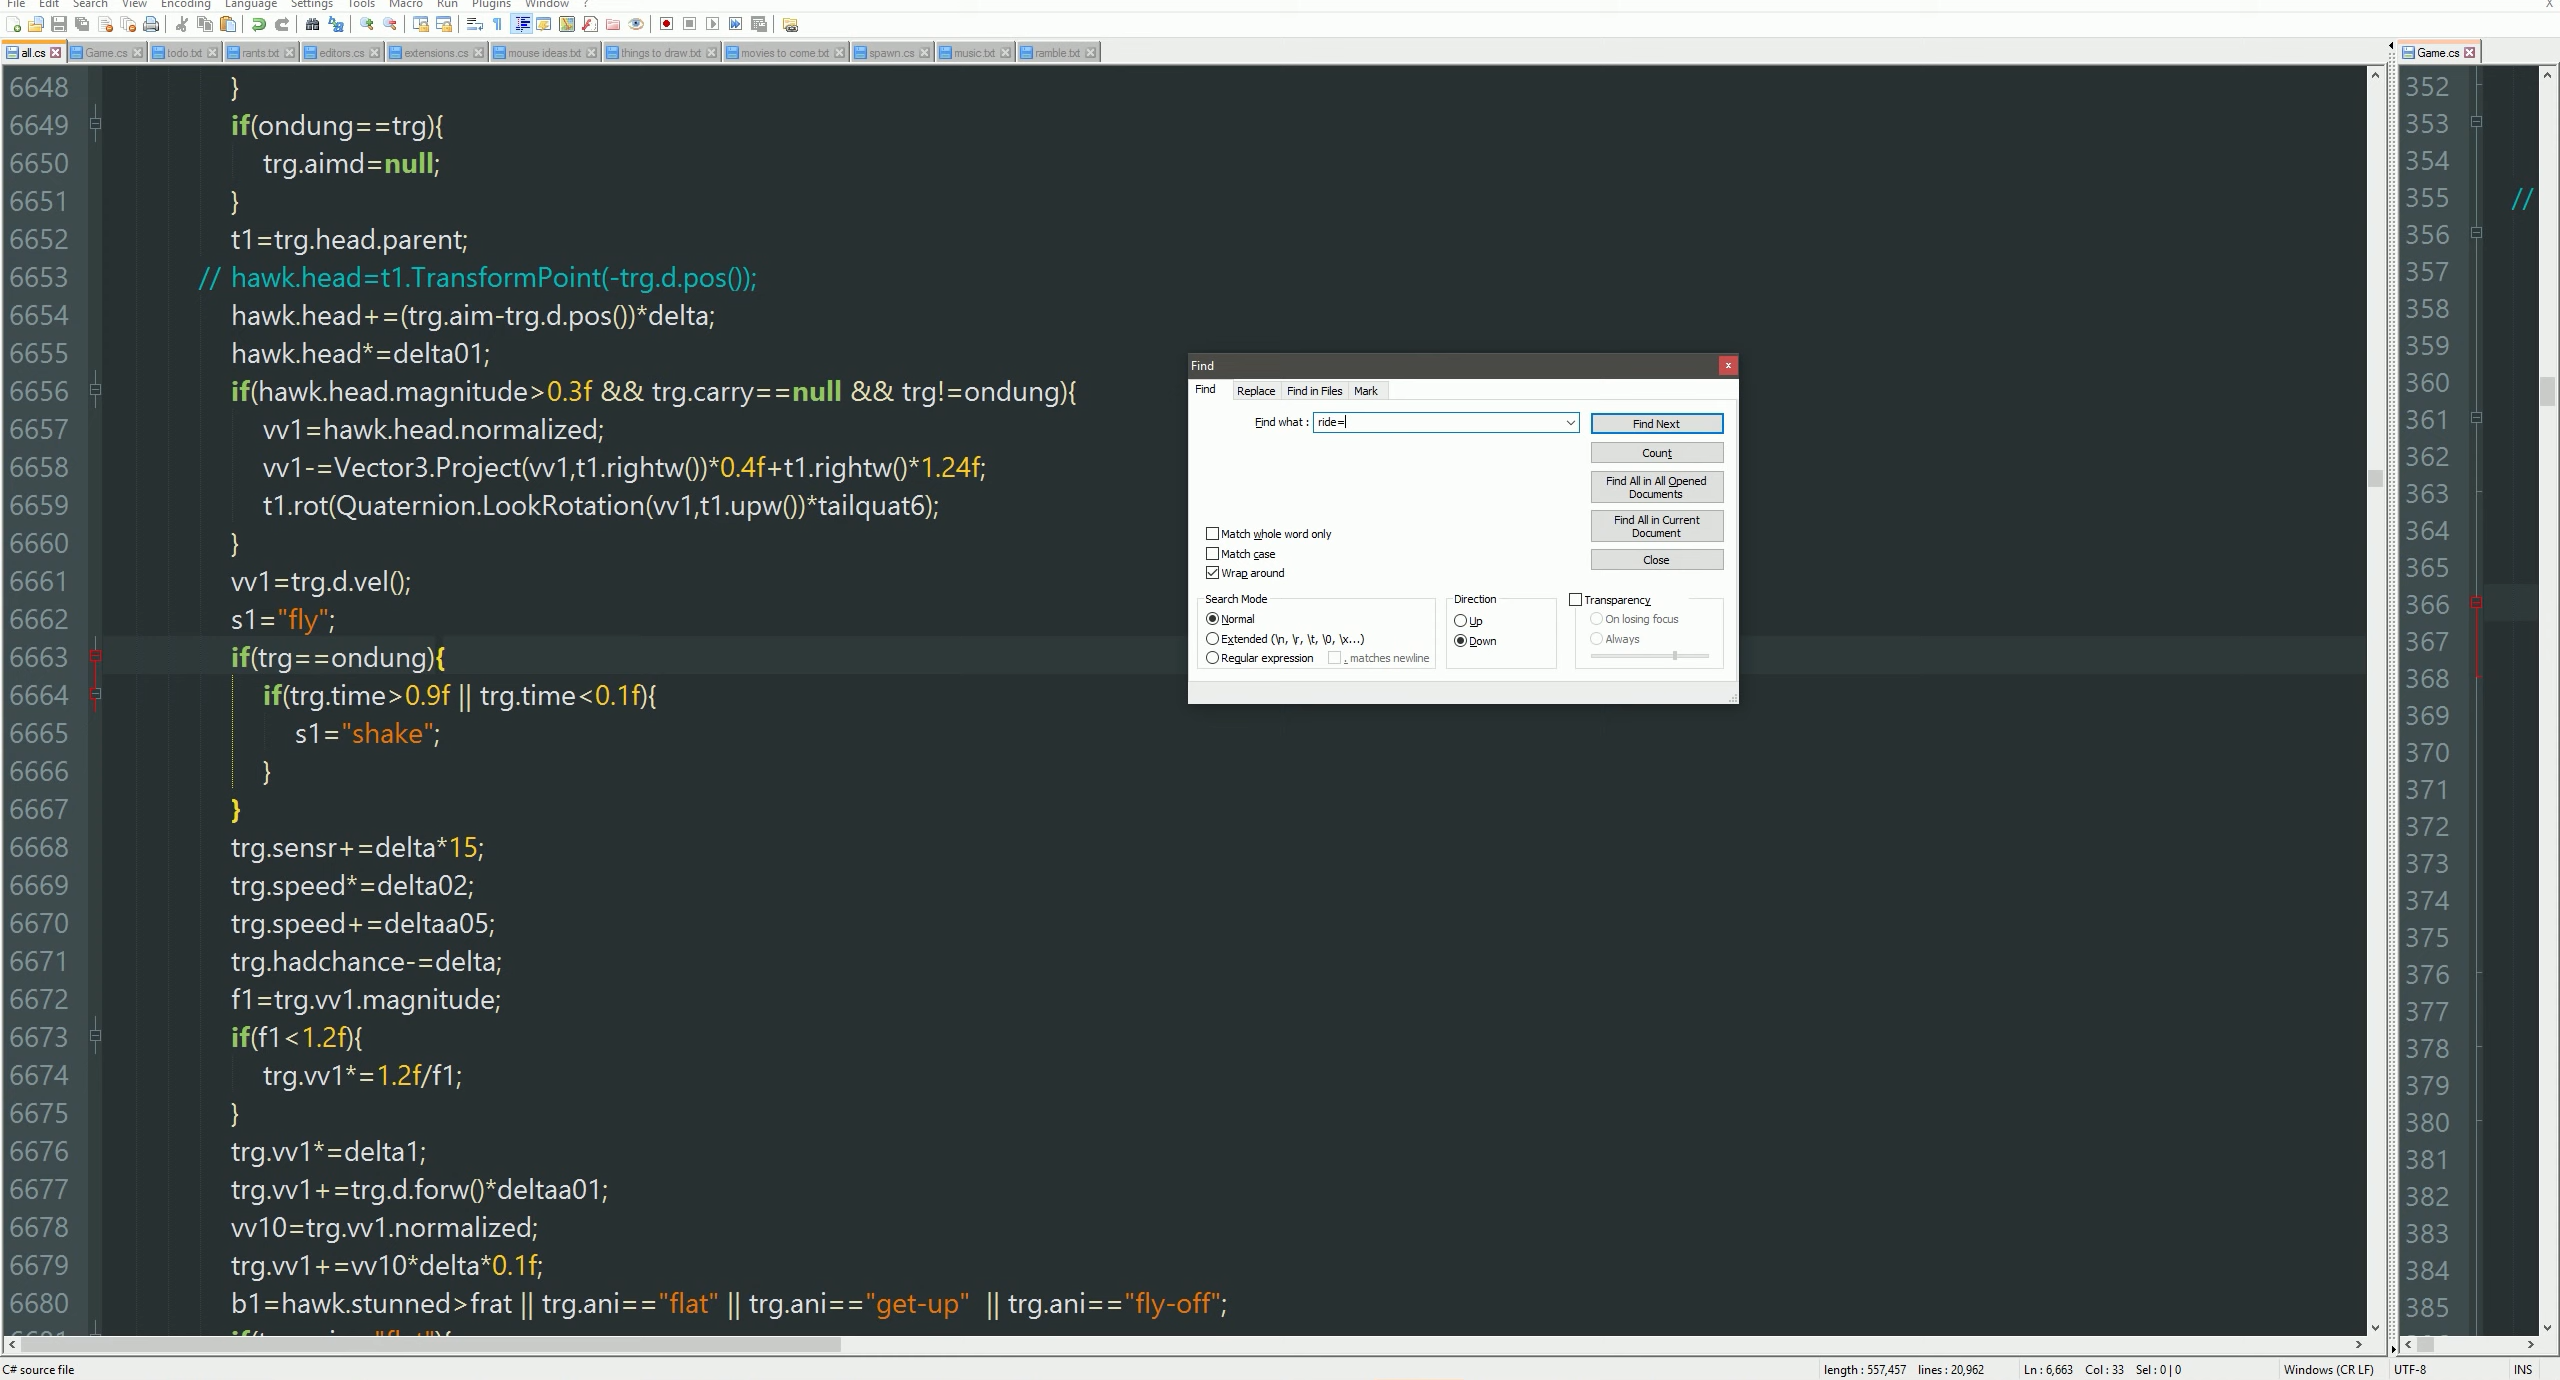 File Edit Search View Encoding Language Settings Tools Macro Run Plugins Window ? X
all.cs Game.cs todo.txt rants.txt editors.cs extensions.cs mouse ideas.txt things to draw.txt movies to come.txt spawn.cs music.txt ramble.txt Game.cs
6648 }
6649 if(ondung==trg){
6650 trg.aimd=null;
6651 }
6652 t1=trg.head.parent;
6653 // hawk.head=t1.TransformPoint(-trg.d.pos());
6654 hawk.head+=(trg.aim-trg.d.pos())*delta;
6655 hawk.head*=delta01;
6656 if(hawk.head.magnitude>0.3f && trg.carry==null && trg!=ondung){
6657 vv1=hawk.head.normalized;
6658 vv1-=Vector3.Project(vv1,t1.rightw())*0.4f+t1.rightw()*1.24f;
6659 t1.rot(Quaternion.LookRotation(vv1,t1.upw())*tailquat6);
6660 }
6661 vv1=trg.d.vel();
6662 s1="fly";
6663 if(trg==ondung){
6664 if(trg.time>0.9f || trg.time<0.1f){
6665 s1="shake";
6666 }
6667 }
6668 trg.sensr+=delta*15;
6669 trg.speed*=delta02;
6670 trg.speed+=deltaa05;
6671 trg.hadchance-=delta;
6672 f1=trg.vv1.magnitude;
6673 if(f1<1.2f){
6674 trg.vv1*=1.2f/f1;
6675 }
6676 trg.vv1*=delta1;
6677 trg.vv1+=trg.d.forw()*deltaa01;
6678 vv10=trg.vv1.normalized;
6679 trg.vv1+=vv10*delta*0.1f;
6680 b1=hawk.stunned>frat || trg.ani=="flat" || trg.ani=="get-up" || trg.ani=="fly-off";
Find x
Find Replace Find in Files Mark
Find what : ride=
Find Next
Count
Find All in All Opened
Documents
Find All in Current
Document
Close
Match whole word only
Match case
Wrap around
Search Mode
Normal
Extended (\n, \r, \t, \0, \x...)
Regular expression . matches newline
Direction
Up
Down
Transparency
On losing focus
Always
352
353
354
355 //
356
357
358
359
360
361
362
363
364
365
366
367
368
369
370
371
372
373
374
375
376
377
378
379
380
381
382
383
384
385
C# source file length : 557,457 lines : 20,962 Ln : 6,663 Col : 33 Sel : 0 | 0 Windows (CR LF) UTF-8 INS